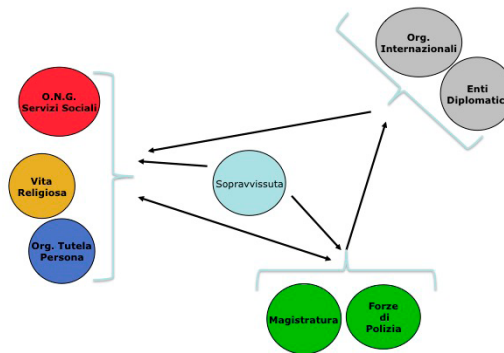 Org.
Internazionali
Enti
Diplomatic
O.N.G.
Servizi Sociali
Vita
Religiosa
Sopravvissuta
Org. Tutela
Persona
Magistratura
Forze
di
Polizia